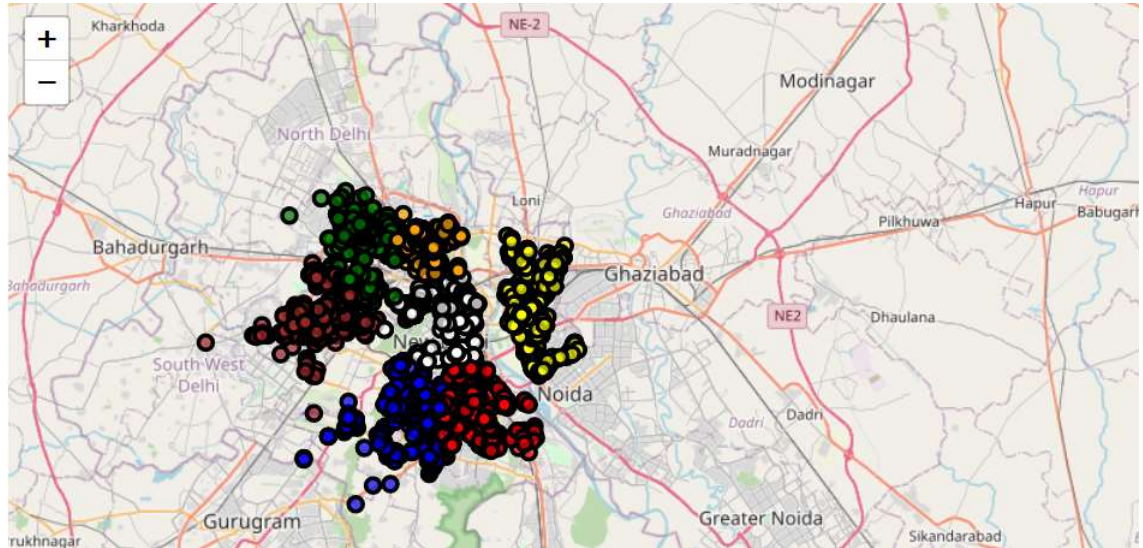 +
−
Kharkhoda
NE-2
Modinagar
North Delhi
Muradnagar
Loni
Hapur
Ghaziabad
Hapur
Babugarh
Pilkhuwa
Bahadurgarh
Ghaziabad
Bahadurgarh
NE2
Dhaulana
South West
Delhi
Noida
Dadri
Dadri
Gurugram
Greater Noida
Sikandarabad